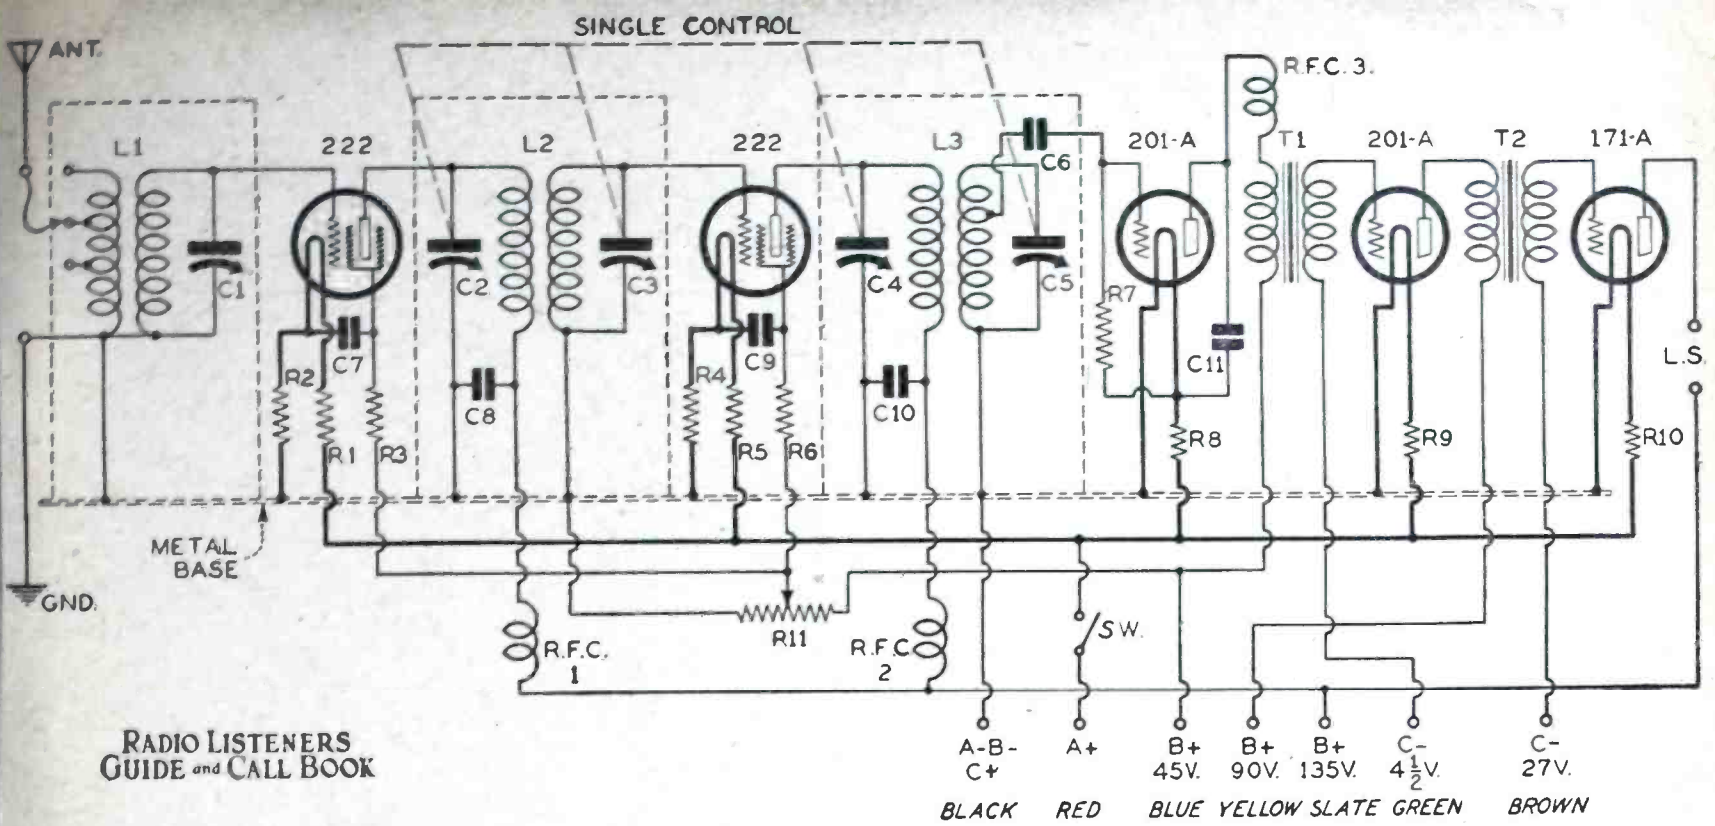 SINGLE CONTROL
ANT.
R.F.C. 3.
L1
222
L2
222
L3
C6
201-A
T1
201-A
T2
171-A
C1
C2
C3
C4
C5
R7
C7
C9
C11
L.S.
R2
C8
R4
C10
R1
R3
R5
R6
R8
R9
R10
METAL
BASE
GND.
R11
SW.
R.F.C.
1
R.F.C
2
RADIO LISTENERS
GUIDE and CALL BOOK
A-B-
C+
A+
B+
45V.
B+
90V.
B+
135V.
C-
4½V.
C-
27V.
BLACK RED BLUE YELLOW SLATE GREEN BROWN